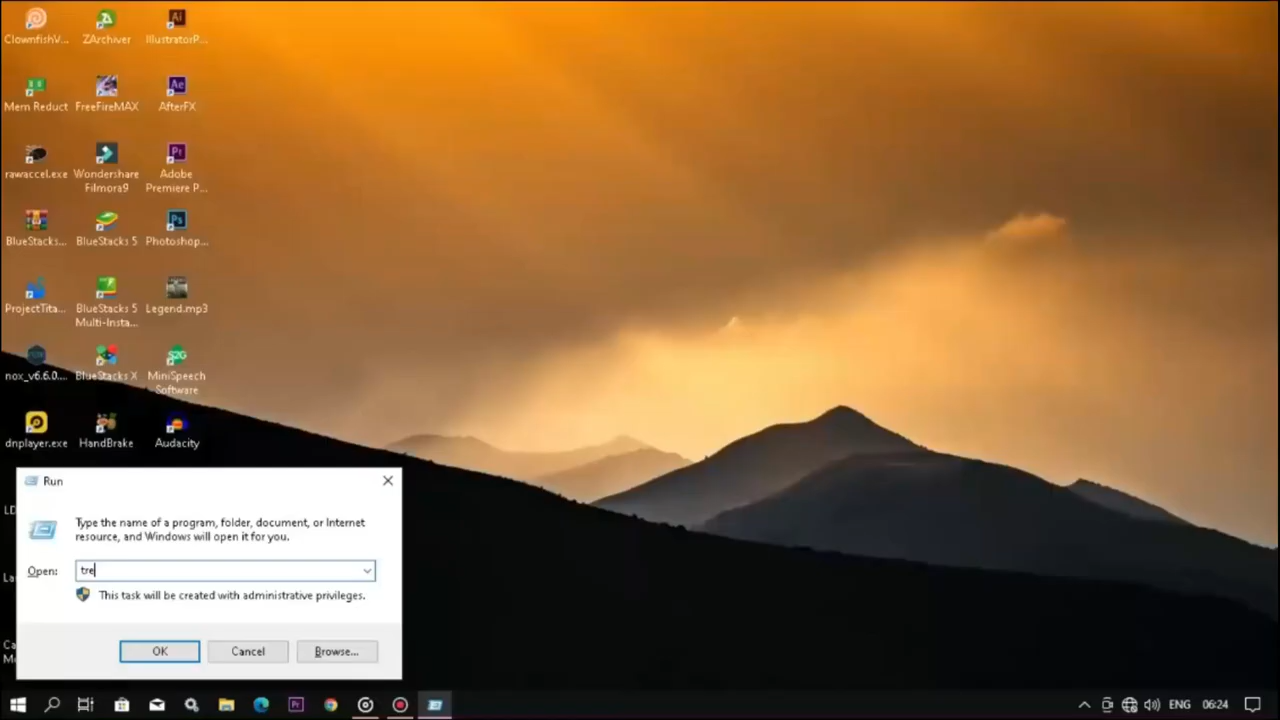 ClownfishV...
ZArchiver
IllustratorP...
Mem Reduct
FreeFireMAX
AfterFX
rawaccel.exe
Wondershare
Filmora9
Adobe
Premiere P...
BlueStacks...
BlueStacks 5
Photoshop...
ProjectTita...
BlueStacks 5
Multi-Insta...
Legend.mp3
nox_v6.6.0....
BlueStacks X
MiniSpeech
Software
dnplayer.exe
HandBrake
Audacity
LD
La
Ca
M
Run
Type the name of a program, folder, document, or Internet
resource, and Windows will open it for you.
Open: tre
This task will be created with administrative privileges.
OK Cancel Browse...
ENG 06:24